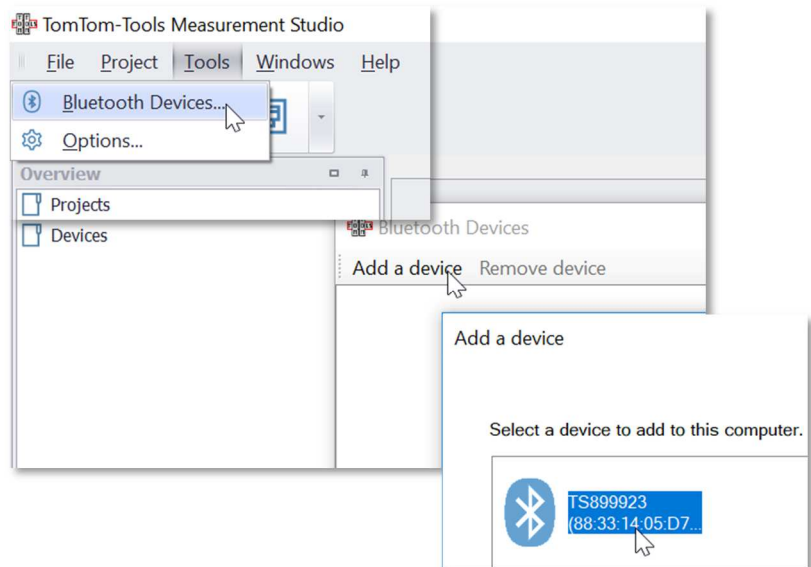 TomTom-Tools Measurement Studio
File Project Tools Windows Help
Bluetooth Devices...
Options...
Overview
Projects
Devices
Bluetooth Devices
Add a device Remove device
Add a device
Select a device to add to this computer.
TS899923
(88:33:14:05:D7...